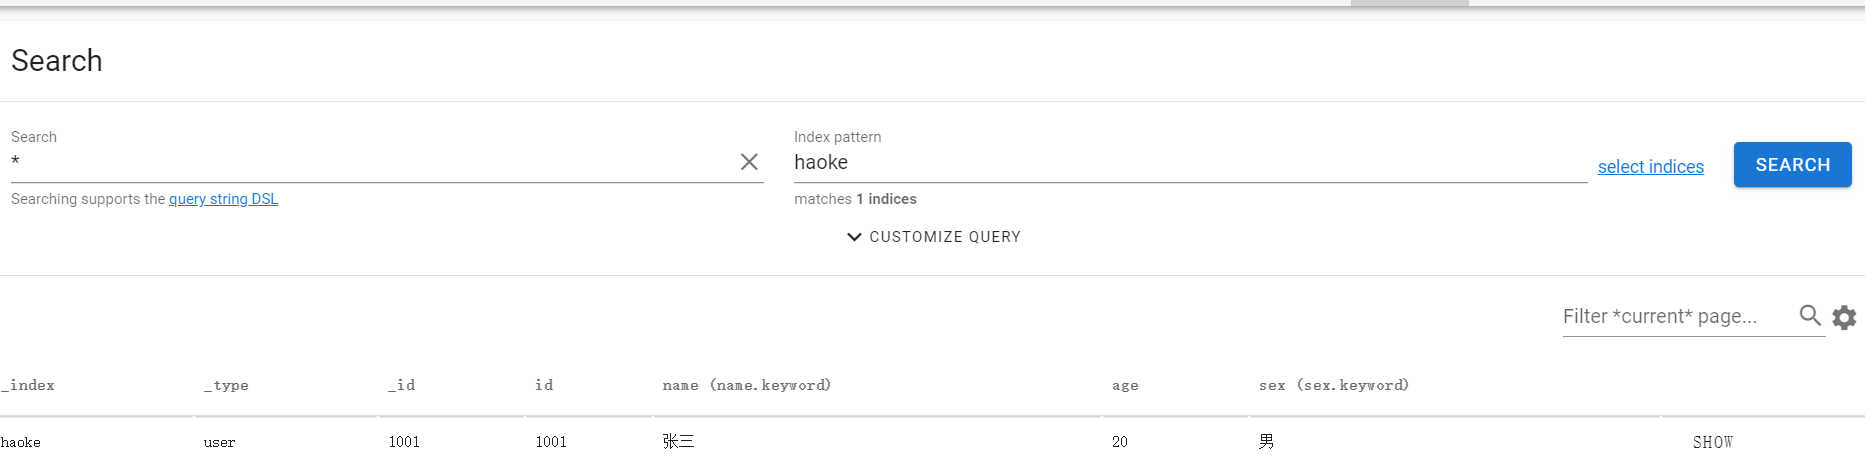 Search
Search
*
Index pattern
haoke
select indices
SEARCH
Searching supports the query string DSL
matches 1 indices
CUSTOMIZE QUERY
Filter *current* page...
_index _type _id id name (name.keyword) age sex (sex.keyword)
haoke user 1001 1001 张三 20 男 SHOW